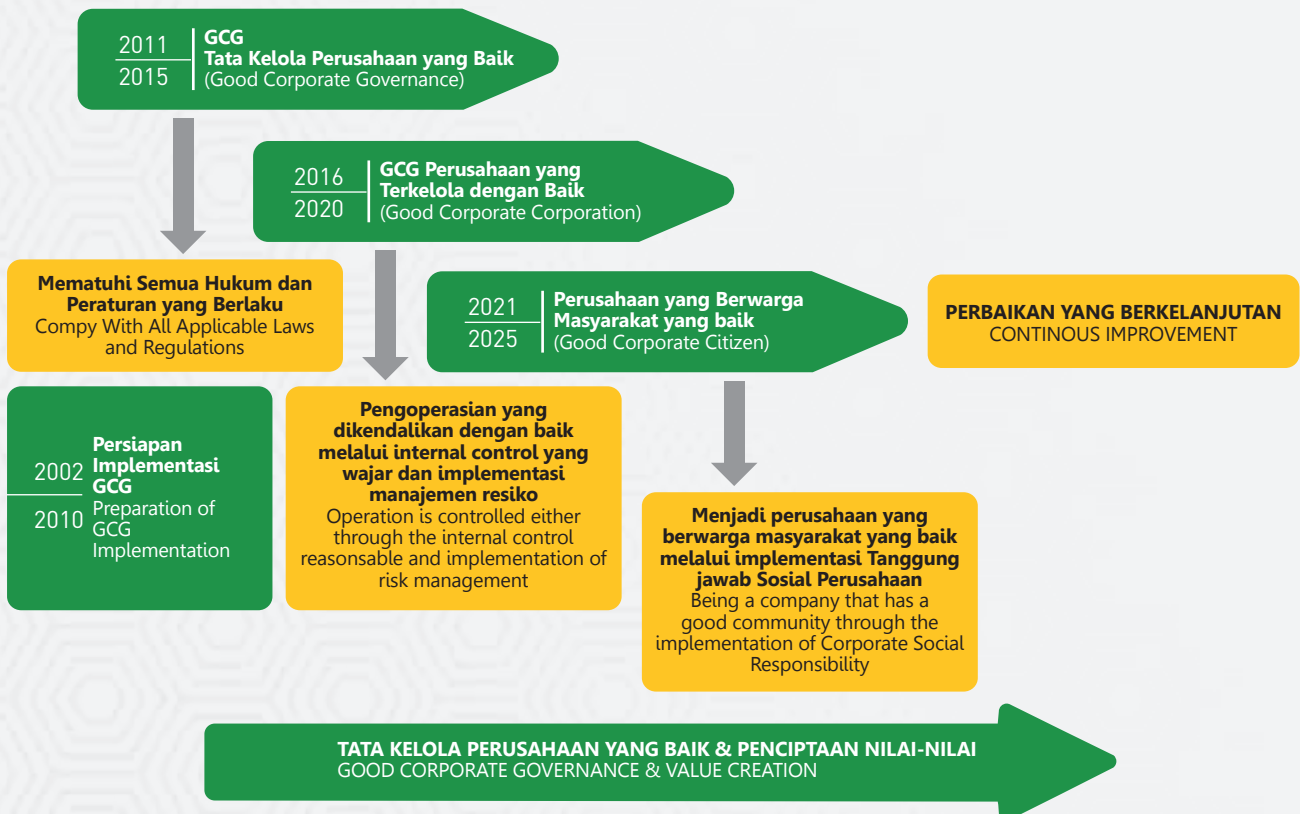 2011
2015
GCG
Tata Kelola Perusahaan yang Baik
(Good Corporate Governance)
2016
2020
GCG Perusahaan yang
Terkelola dengan Baik
(Good Corporate Corporation)
Mematuhi Semua Hukum dan
Peraturan yang Berlaku
Compy With All Applicable Laws
and Regulations
2021
2025
Perusahaan yang Berwarga
Masyarakat yang baik
(Good Corporate Citizen)
PERBAIKAN YANG BERKELANJUTAN
CONTINOUS IMPROVEMENT
2002
2010
Persiapan
Implementasi
GCG
Preparation of
GCG
Implementation
Pengoperasian yang
dikendalikan dengan baik
melalui internal control yang
wajar dan implementasi
manajemen resiko
Operation is controlled either
through the internal control
reasonsable and implementation of
risk management
Menjadi perusahaan yang
berwarga masyarakat yang baik
melalui implementasi Tanggung
jawab Sosial Perusahaan
Being a company that has a
good community through the
implementation of Corporate Social
Responsibility
TATA KELOLA PERUSAHAAN YANG BAIK & PENCIPTAAN NILAI-NILAI
GOOD CORPORATE GOVERNANCE & VALUE CREATION